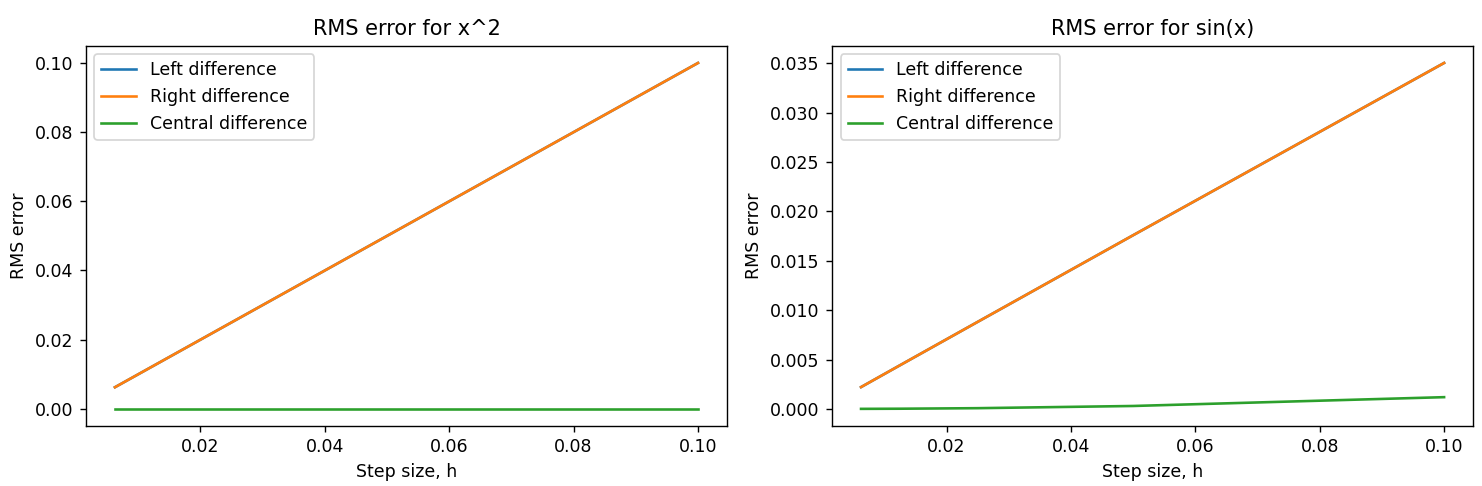 RMS error for x^2
RMS error
0.10
0.08
0.06
0.04
0.02
0.00
Left difference
Right difference
Central difference
0.02 0.04 0.06 0.08 0.10
Step size, h
RMS error for sin(x)
RMS error
0.035
0.030
0.025
0.020
0.015
0.010
0.005
0.000
Left difference
Right difference
Central difference
0.02 0.04 0.06 0.08 0.10
Step size, h